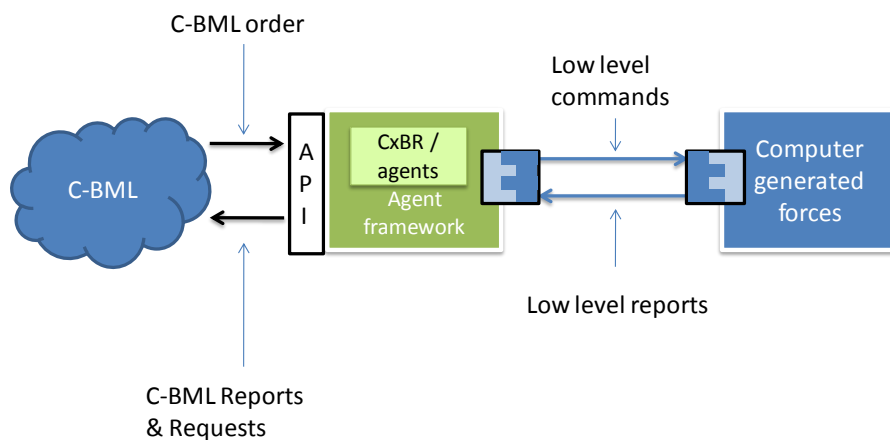 C-BML order
Low level
commands
C-BML
A
P
I
CxBR /
agents
Agent
framework
Computer
generated
forces
Low level reports
C-BML Reports
& Requests